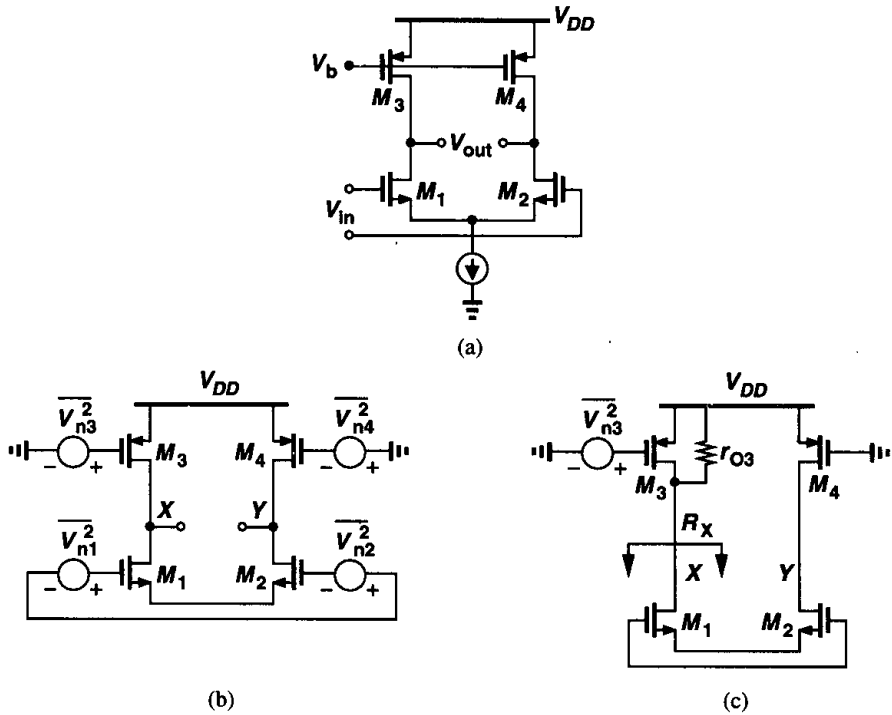 V_DD
V_b
M_3
M_4
V_out
V_in
M_1
M_2
(a)
V_n3^2
V_DD
V_n4^2
- +
M_3
M_4
- +
X
Y
V_n1^2
V_n2^2
- +
M_1
M_2
- +
(b)
V_n3^2
V_DD
- +
M_3
r_O3
M_4
R_X
X
Y
M_1
M_2
(c)